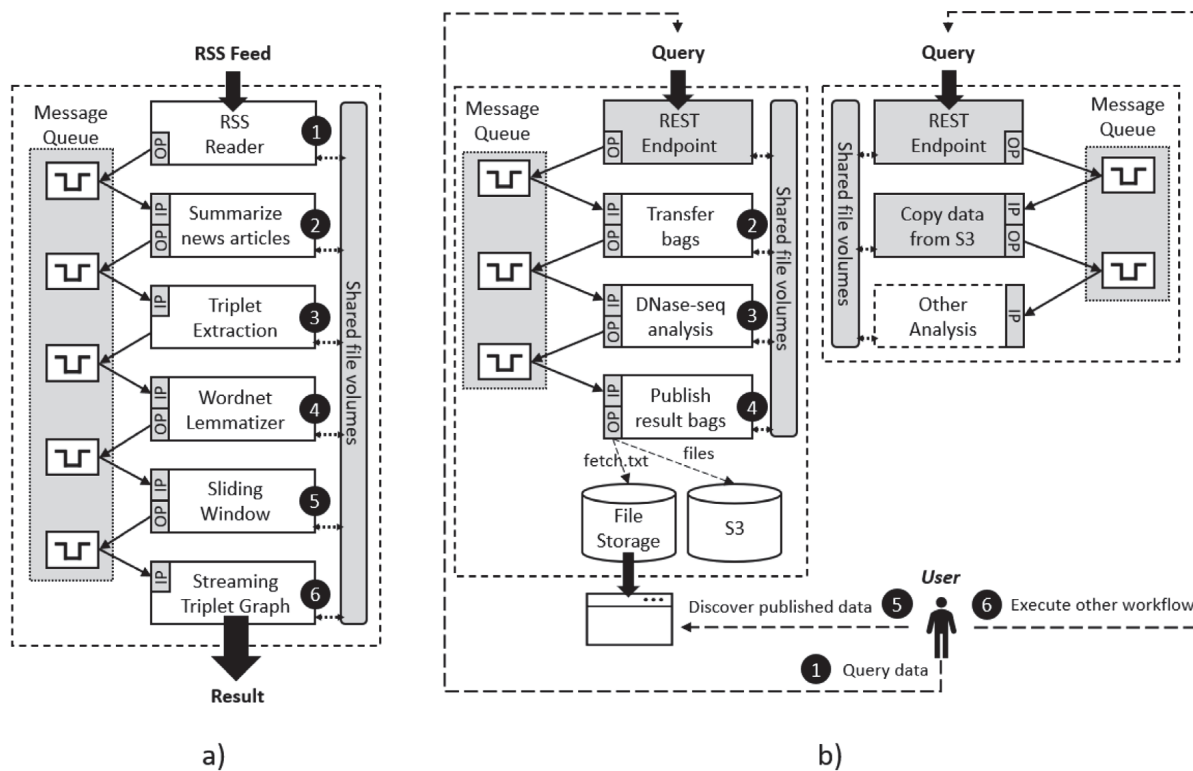 RSS Feed
Message
Queue
RSS
Reader
OP
1
IP
Summarize
news articles
OP
2
IP
Triplet
Extraction
3
IP
Wordnet
Lemmatizer
OP
4
IP
Sliding
Window
OP
5
IP
Streaming
Triplet Graph
6
Shared file volumes
Result
a)
Query
Message
Queue
REST
Endpoint
OP
IP
Transfer
bags
OP
2
IP
DNase-seq
analysis
OP
3
IP
Publish
result bags
OP
4
Shared file volumes
fetch.txt
files
File
Storage
S3
Query
Shared file volumes
REST
Endpoint
OP
Message
Queue
Copy data
from S3
IP
OP
Other
Analysis
IP
User
Discover published data
5
6
Execute other workflow
1
Query data
b)